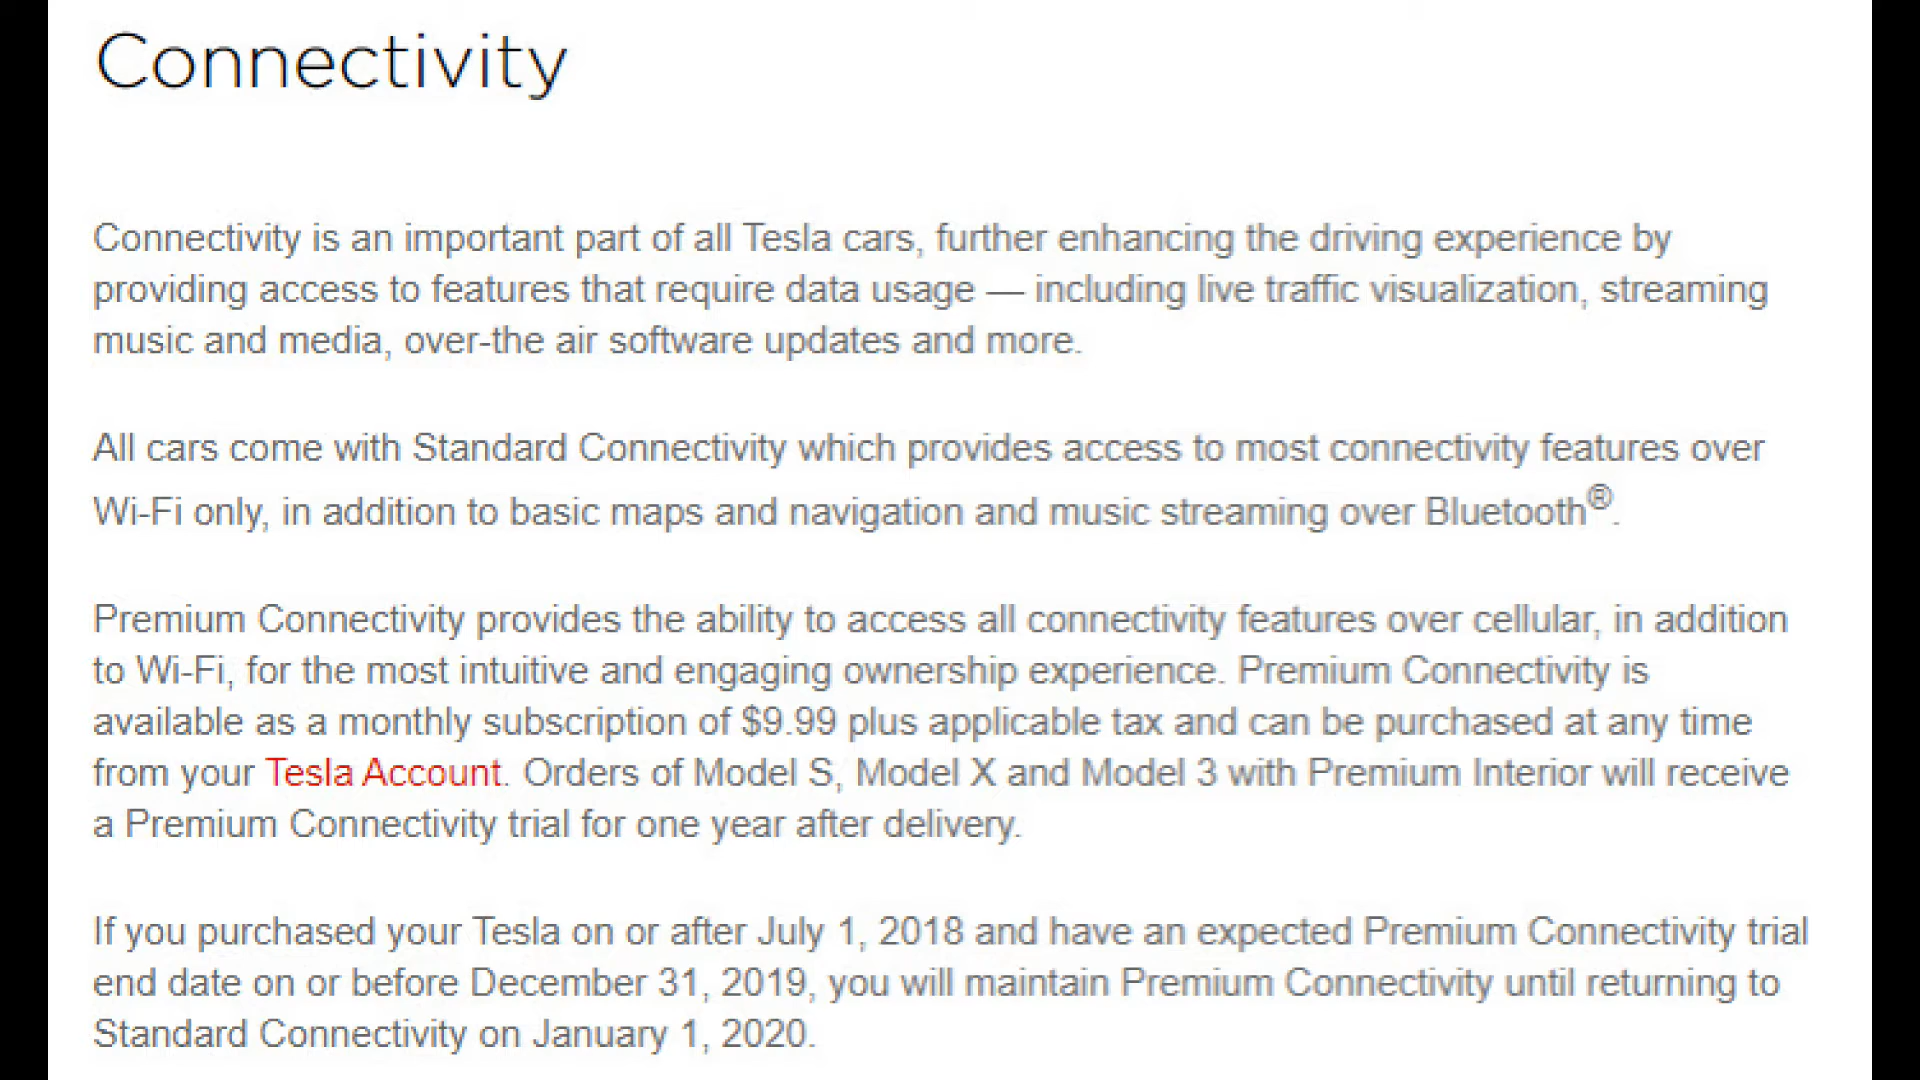 Connectivity
Connectivity is an important part of all Tesla cars, further enhancing the driving experience by
providing access to features that require data usage — including live traffic visualization, streaming
music and media, over-the air software updates and more.
All cars come with Standard Connectivity which provides access to most connectivity features over
Wi-Fi only, in addition to basic maps and navigation and music streaming over Bluetooth®.
Premium Connectivity provides the ability to access all connectivity features over cellular, in addition
to Wi-Fi, for the most intuitive and engaging ownership experience. Premium Connectivity is
available as a monthly subscription of $9.99 plus applicable tax and can be purchased at any time
from your Tesla Account. Orders of Model S, Model X and Model 3 with Premium Interior will receive
a Premium Connectivity trial for one year after delivery.
If you purchased your Tesla on or after July 1, 2018 and have an expected Premium Connectivity trial
end date on or before December 31, 2019, you will maintain Premium Connectivity until returning to
Standard Connectivity on January 1, 2020.